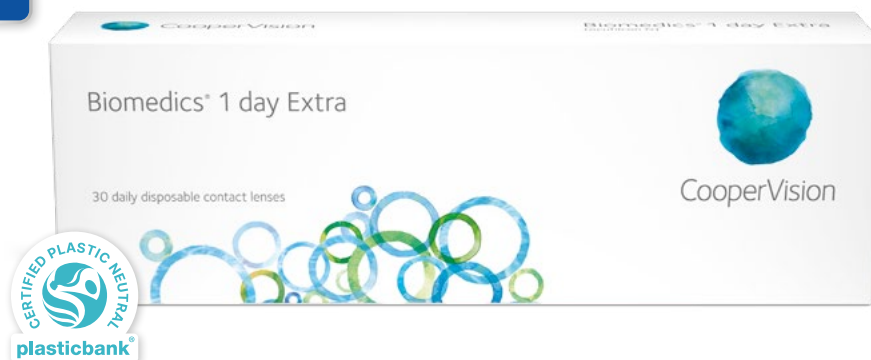 CooperVision
Biomedics® 1 day Extra
Biomedics® 1 day Extra
30 daily disposable contact lenses
CooperVision
CERTIFIED PLASTIC NEUTRAL
plasticbank®